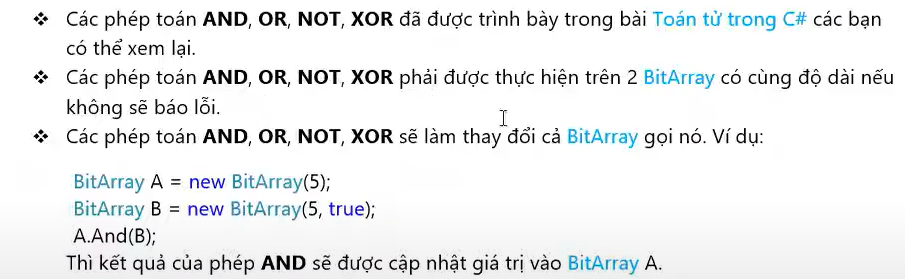 ❖ Các phép toán AND, OR, NOT, XOR đã được trình bày trong bài Toán tử trong C# các bạn
có thể xem lại.
❖ Các phép toán AND, OR, NOT, XOR phải được thực hiện trên 2 BitArray có cùng độ dài nếu
không sẽ báo lỗi.
❖ Các phép toán AND, OR, NOT, XOR sẽ làm thay đổi cả BitArray gọi nó. Ví dụ:
BitArray A = new BitArray(5);
BitArray B = new BitArray(5, true);
A.And(B);
Thì kết quả của phép AND sẽ được cập nhật giá trị vào BitArray A.